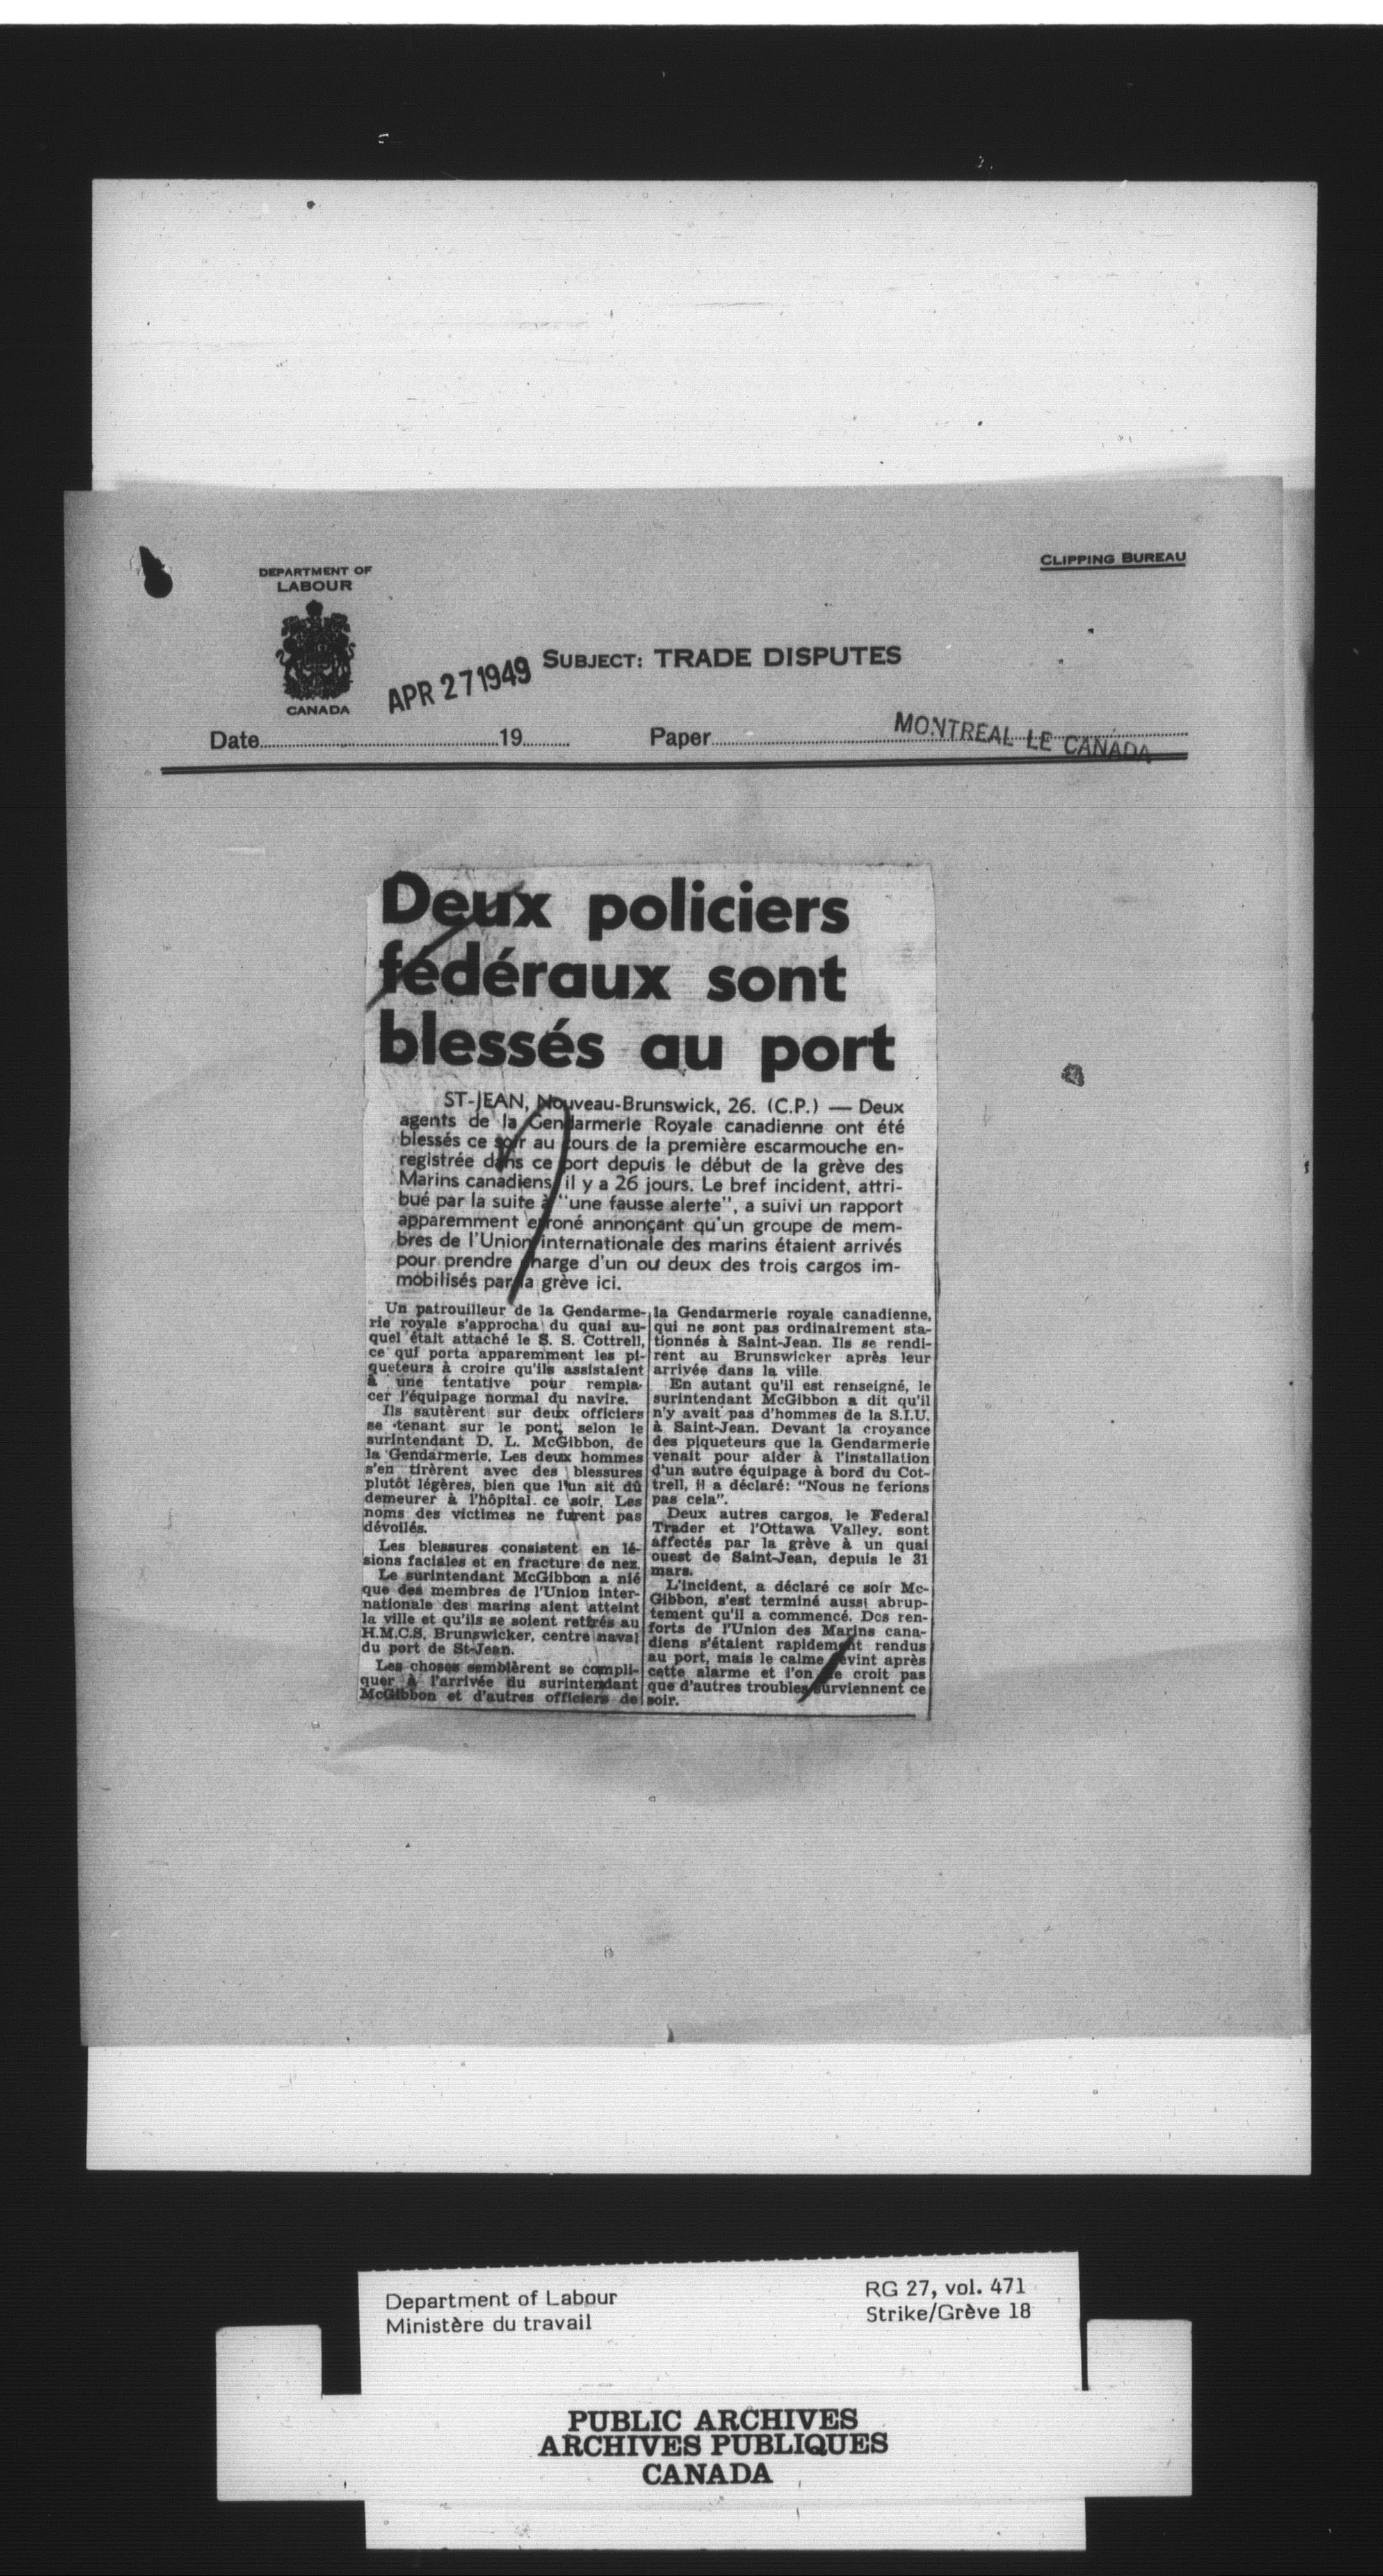 DEPARTMENT OF
LABOUR
CANADA
CLIPPING BUREAU
SUBJECT: TRADE DISPUTES
APR 27 1949
Date 19 Paper
MONTREAL LE CANADA
Deux policiers
fédéraux sont
blessés au port
ST-JEAN, Nouveau-Brunswick, 26. (C.P.) — Deux
agents de la Gendarmerie Royale canadienne ont été
blessés ce soir au cours de la première escarmouche en-
registrée dans ce port depuis le début de la grève des
Marins canadiens, il y a 26 jours. Le bref incident, attri-
bué par la suite à "une fausse alerte", a suivi un rapport
apparemment erroné annonçant qu'un groupe de mem-
bres de l'Union internationale des marins étaient arrivés
pour prendre charge d'un ou deux des trois cargos im-
mobilisés par la grève ici.
Un patrouilleur de la Gendarme-
rie royale s'approcha du quai au-
quel était attaché le S. S. Cottrell,
ce qui porta apparemment les pi-
queteurs à croire qu'ils assistaient
à une tentative pour rempla-
cer l'équipage normal du navire.
Ils sautèrent sur deux officiers
se tenant sur le pont, selon le
surintendant D. L. McGibbon, de
la Gendarmerie. Les deux hommes
s'en tirèrent avec des blessures
plutôt légères, bien que l'un ait dû
demeurer à l'hôpital ce soir. Les
noms des victimes ne furent pas
dévoilés.
Les blessures consistent en lé-
sions faciales et en fracture de nez.
Le surintendant McGibbon a nié
que des membres de l'Union inter-
nationale des marins aient atteint
la ville et qu'ils se soient retirés au
H.M.C.S. Brunswicker, centre naval
du port de St-Jean.
Les choses semblèrent se compli-
quer à l'arrivée du surintendant
McGibbon et d'autres officiers de
la Gendarmerie royale canadienne,
qui ne sont pas ordinairement sta-
tionnés à Saint-Jean. Ils se rendi-
rent au Brunswicker après leur
arrivée dans la ville.
En autant qu'il est renseigné, le
surintendant McGibbon a dit qu'il
n'y avait pas d'hommes de la S.I.U.
à Saint-Jean. Devant la croyance
des piqueteurs que la Gendarmerie
venait pour aider à l'installation
d'un autre équipage à bord du Cot-
trell, il a déclaré: "Nous ne ferions
pas cela".
Deux autres cargos, le Federal
Trader et l'Ottawa Valley, sont
affectés par la grève à un quai
ouest de Saint-Jean, depuis le 31
mars.
L'incident, a déclaré ce soir Mc-
Gibbon, s'est terminé aussi abrup-
tement qu'il a commencé. Des ren-
forts de l'Union des Marins cana-
diens s'étaient rapidement rendus
au port, mais le calme revint après
cette alarme et l'on ne croit pas
que d'autres troubles surviennent ce
soir.
Department of Labour
Ministère du travail
RG 27, vol. 471
Strike/Grève 18
PUBLIC ARCHIVES
ARCHIVES PUBLIQUES
CANADA